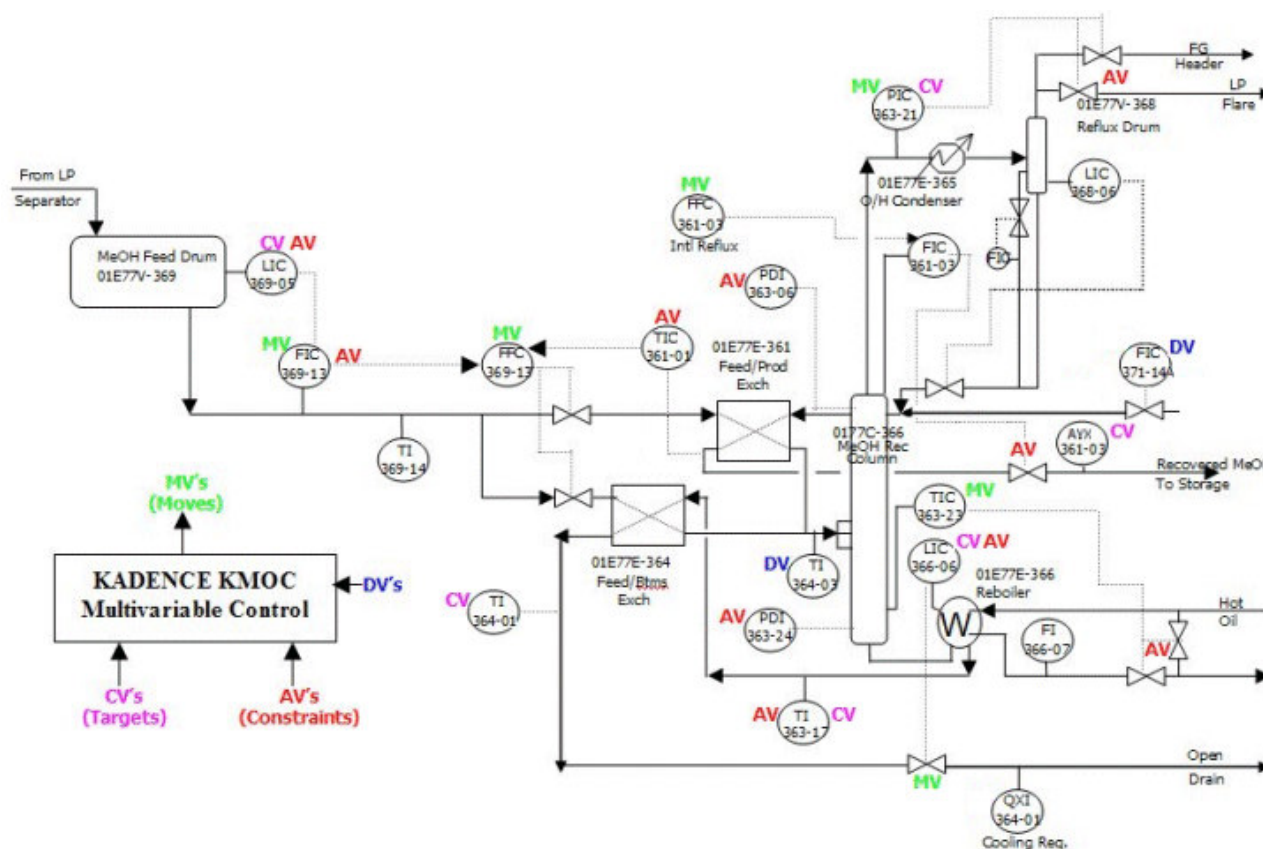 FG
Header
MV
CV
PIC
363-21
AV
LP
Flare
01E77V-368
Reflux Drum
From LP
Separator
MV
FFC
361-03
Intl Reflux
01E77E-365
O/H Condenser
LIC
368-06
FIC
361-03
FIC
MeOH Feed Drum
01E77V-369
CV AV
LIC
369-05
AV
PDI
363-06
MV
FIC
369-13
AV
MV
FFC
369-13
AV
TIC
361-01
01E77E-361
Feed/Prod
Exch
FIC
371-14A
DV
TI
369-14
0177C-366
MeOH Rec
Column
AV
AYX
361-03
CV
Recovered MeO
To Storage
MV's
(Moves)
TIC
363-23
MV
KADENCE KMOC
Multivariable Control
DV's
01E77E-364
Feed/Btms
Exch
DV
TI
364-03
LIC
366-06
CV AV
01E77E-366
Reboiler
W
Hot
Oil
CV
TI
364-01
AV
PDI
363-24
FI
366-07
AV
CV's
(Targets)
AV's
(Constraints)
AV
TI
363-17
CV
MV
Open
Drain
QXI
364-01
Cooling Req.